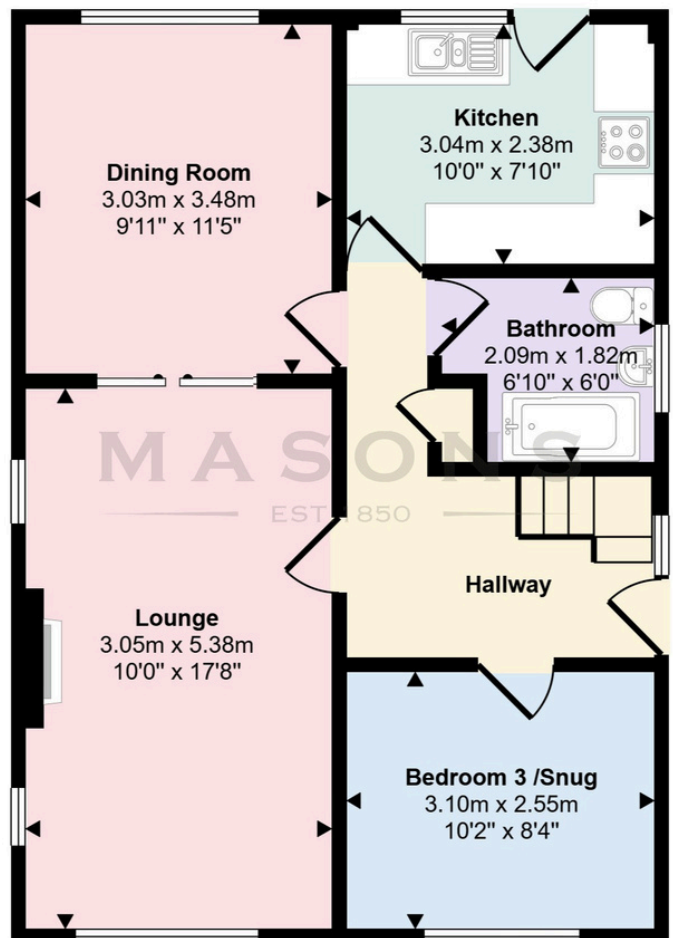 Dining Room
3.03m x 3.48m
9'11" x 11'5"
Kitchen
3.04m x 2.38m
10'0" x 7'10"
Bathroom
2.09m x 1.82m
6'10" x 6'0"
MASONS
EST 1850
Hallway
Lounge
3.05m x 5.38m
10'0" x 17'8"
Bedroom 3 /Snug
3.10m x 2.55m
10'2" x 8'4"